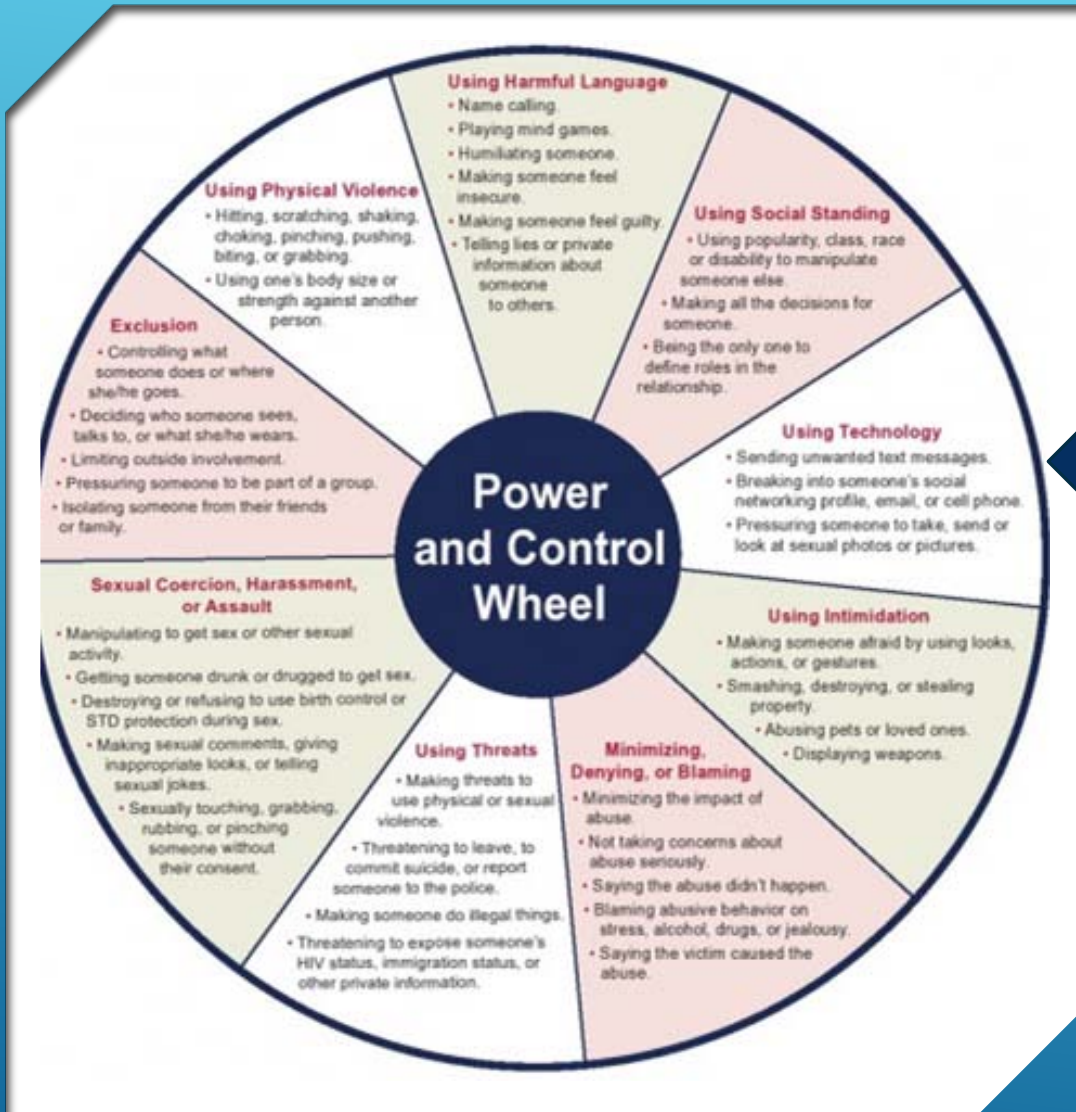 Using Harmful Language
• Name calling.
• Playing mind games.
• Humiliating someone.
• Making someone feel
insecure.
• Making someone feel guilty.
• Telling lies or private
information about
someone
to others.
Using Social Standing
• Using popularity, class, race
or disability to manipulate
someone else.
• Making all the decisions for
someone.
• Being the only one to
define roles in the
relationship.
Using Technology
• Sending unwanted text messages.
• Breaking into someone's social
networking profile, email, or cell phone.
• Pressuring someone to take, send or
look at sexual photos or pictures.
Using Intimidation
• Making someone afraid by using looks,
actions, or gestures.
• Smashing, destroying, or stealing
property.
• Abusing pets or loved ones.
• Displaying weapons.
Minimizing,
Denying, or Blaming
• Minimizing the impact of
abuse.
• Not taking concerns about
abuse seriously.
• Saying the abuse didn't happen.
• Blaming abusive behavior on
stress, alcohol, drugs, or jealousy.
• Saying the victim caused the
abuse.
Using Threats
• Making threats to
use physical or sexual
violence.
• Threatening to leave, to
commit suicide, or report
someone to the police.
• Making someone do illegal things.
• Threatening to expose someone's
HIV status, immigration status, or
other private information.
Sexual Coercion, Harassment,
or Assault
• Manipulating to get sex or other sexual
activity.
• Getting someone drunk or drugged to get sex.
• Destroying or refusing to use birth control or
STD protection during sex.
• Making sexual comments, giving
inappropriate looks, or telling
sexual jokes.
• Sexually touching, grabbing,
rubbing, or pinching
someone without
their consent.
Exclusion
• Controlling what
someone does or where
she/he goes.
• Deciding who someone sees,
talks to, or what she/he wears.
• Limiting outside involvement.
• Pressuring someone to be part of a group.
• Isolating someone from their friends
or family.
Using Physical Violence
• Hitting, scratching, shaking,
choking, pinching, pushing,
biting, or grabbing.
• Using one's body size or
strength against another
person.
Power
and Control
Wheel